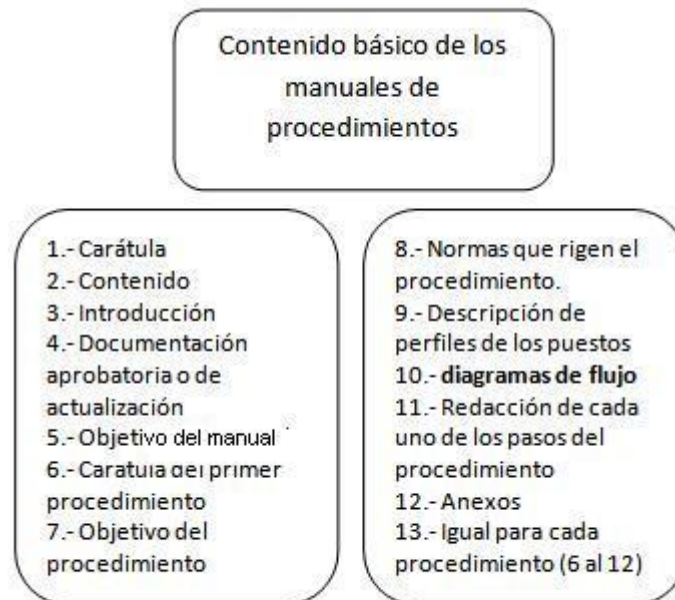 Contenido básico de los
manuales de
procedimientos
1.- Carátula
2.- Contenido
3.- Introducción
4.- Documentación
aprobatoria o de
actualización
5.- Objetivo del manual
6.- Caratula del primer
procedimiento
7.- Objetivo del
procedimiento
8.- Normas que rigen el
procedimiento.
9.- Descripción de
perfiles de los puestos
10.- diagramas de flujo
11.- Redacción de cada
uno de los pasos del
procedimiento
12.- Anexos
13.- Igual para cada
procedimiento (6 al 12)